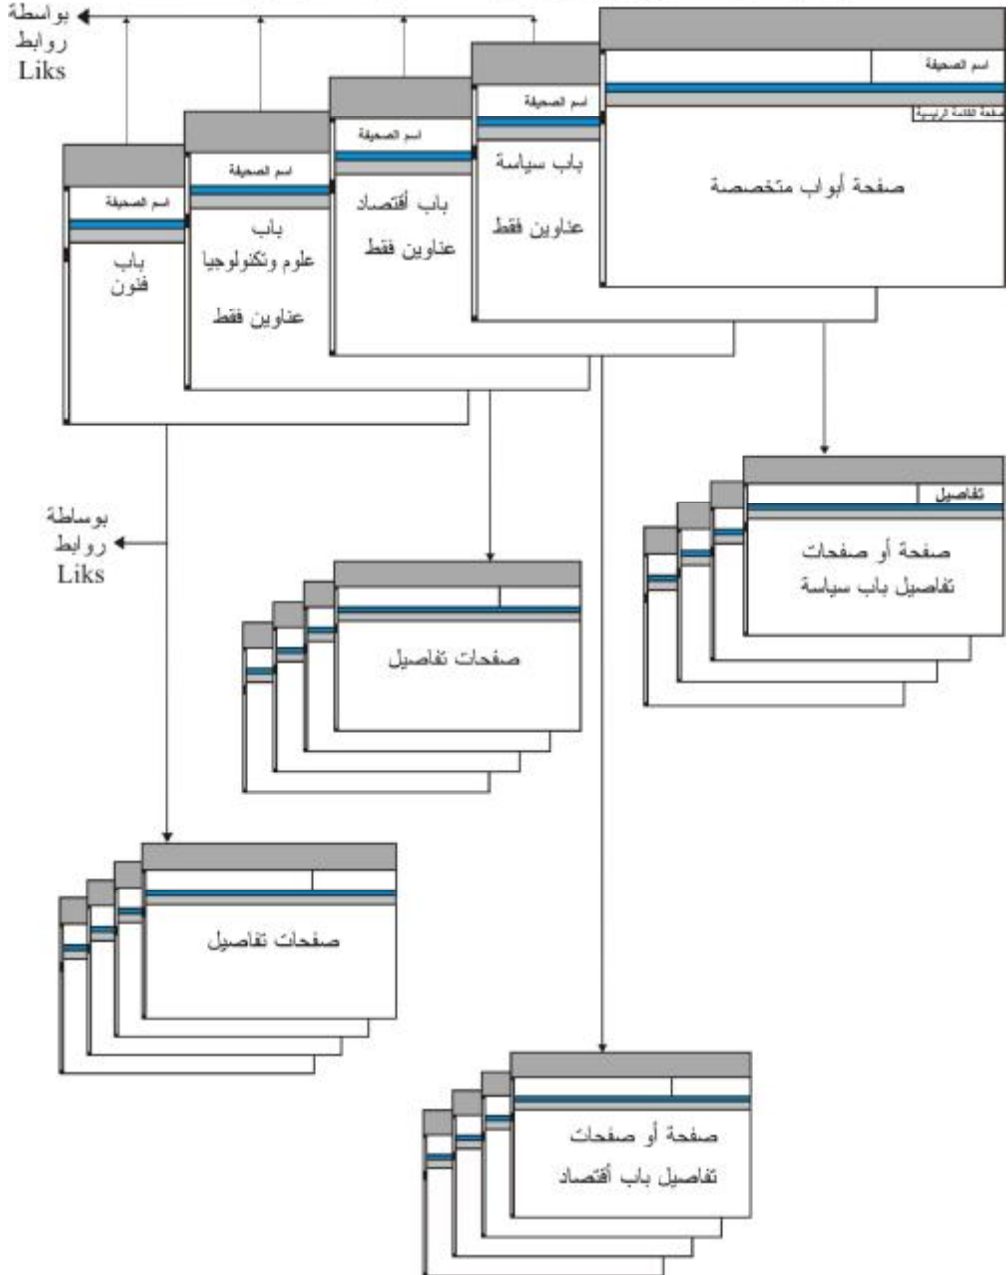 بواسطة
روابط
Liks
اسم الصحيفة
صفحة القائمة الرئيسية
صفحة أبواب متخصصة
اسم الصحيفة
باب سياسة
عناوين فقط
اسم الصحيفة
باب أقتصاد
عناوين فقط
اسم الصحيفة
باب
علوم وتكنولوجيا
عناوين فقط
اسم الصحيفة
باب
فنون
بوساطة
روابط
Liks
تفاصيل
صفحة أو صفحات
تفاصيل باب سياسة
صفحات تفاصيل
صفحات تفاصيل
صفحة أو صفحات
تفاصيل باب أقتصاد